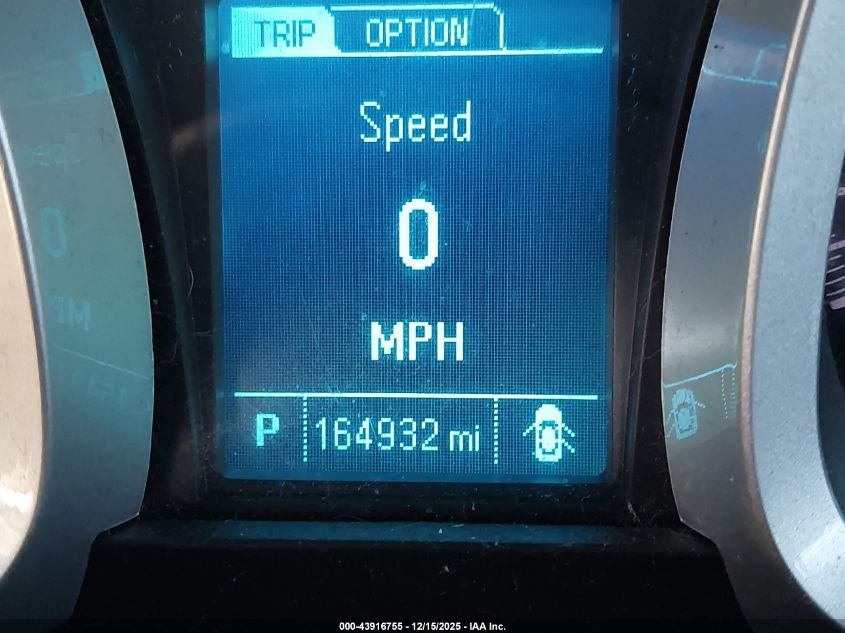 TRIP OPTION
Speed
0
MPH
P 164932 mi
000-43916755 - 12/15/2025 - IAA Inc.